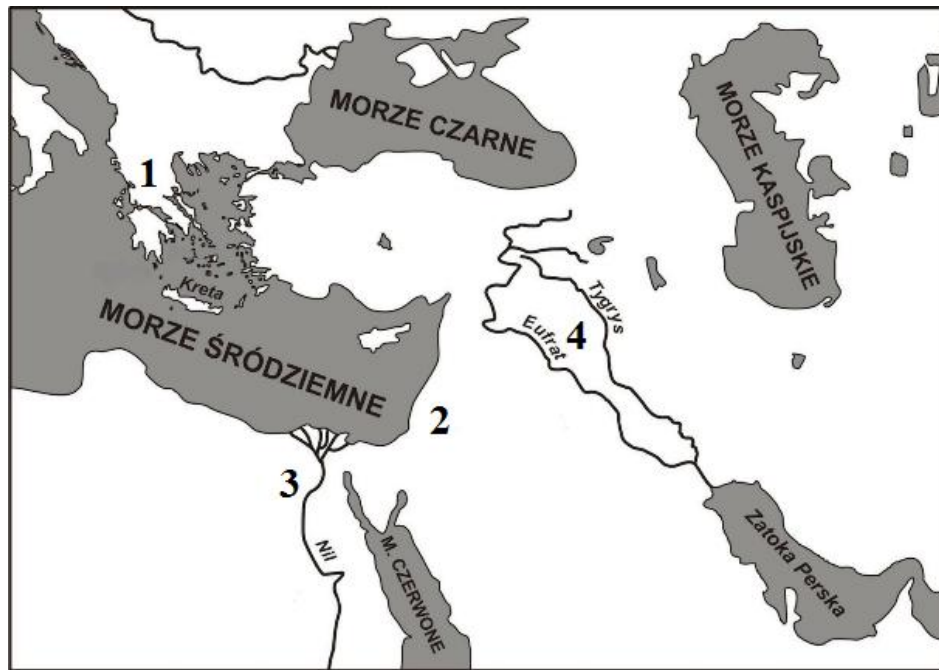 MORZE CZARNE
MORZE KASPIJSKIE
1
Kreta
Tygrys
Eufrat
4
MORZE ŚRÓDZIEMNE
2
3
Nil
M. CZERWONE
Zatoka Perska